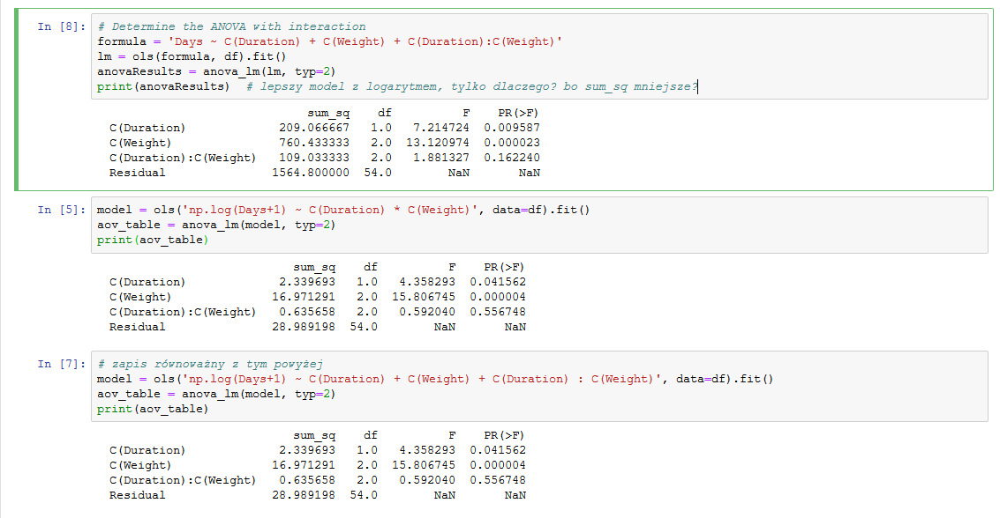 In [8]: # Determine the ANOVA with interaction
formula = 'Days ~ C(Duration) + C(Weight) + C(Duration):C(Weight)'
lm = ols(formula, df).fit()
anovaResults = anova_lm(lm, typ=2)
print(anovaResults)  # lepszy model z logarytmem, tylko dlaczego? bo sum_sq mniejsze?
sum_sq df F PR(>F)
C(Duration) 209.066667 1.0 7.214724 0.009587
C(Weight) 760.433333 2.0 13.120974 0.000023
C(Duration):C(Weight) 109.033333 2.0 1.881327 0.162240
Residual 1564.800000 54.0 NaN NaN
In [5]: model = ols('np.log(Days+1) ~ C(Duration) * C(Weight)', data=df).fit()
aov_table = anova_lm(model, typ=2)
print(aov_table)
sum_sq df F PR(>F)
C(Duration) 2.339693 1.0 4.358293 0.041562
C(Weight) 16.971291 2.0 15.806745 0.000004
C(Duration):C(Weight) 0.635658 2.0 0.592040 0.556748
Residual 28.989198 54.0 NaN NaN
In [7]: # zapis równoważny z tym powyżej
model = ols('np.log(Days+1) ~ C(Duration) + C(Weight) + C(Duration) : C(Weight)', data=df).fit()
aov_table = anova_lm(model, typ=2)
print(aov_table)
sum_sq df F PR(>F)
C(Duration) 2.339693 1.0 4.358293 0.041562
C(Weight) 16.971291 2.0 15.806745 0.000004
C(Duration):C(Weight) 0.635658 2.0 0.592040 0.556748
Residual 28.989198 54.0 NaN NaN